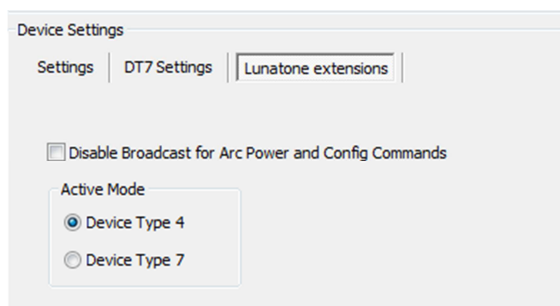 Device Settings
Settings DT7 Settings Lunatone extensions
Disable Broadcast for Arc Power and Config Commands
Active Mode
Device Type 4
Device Type 7